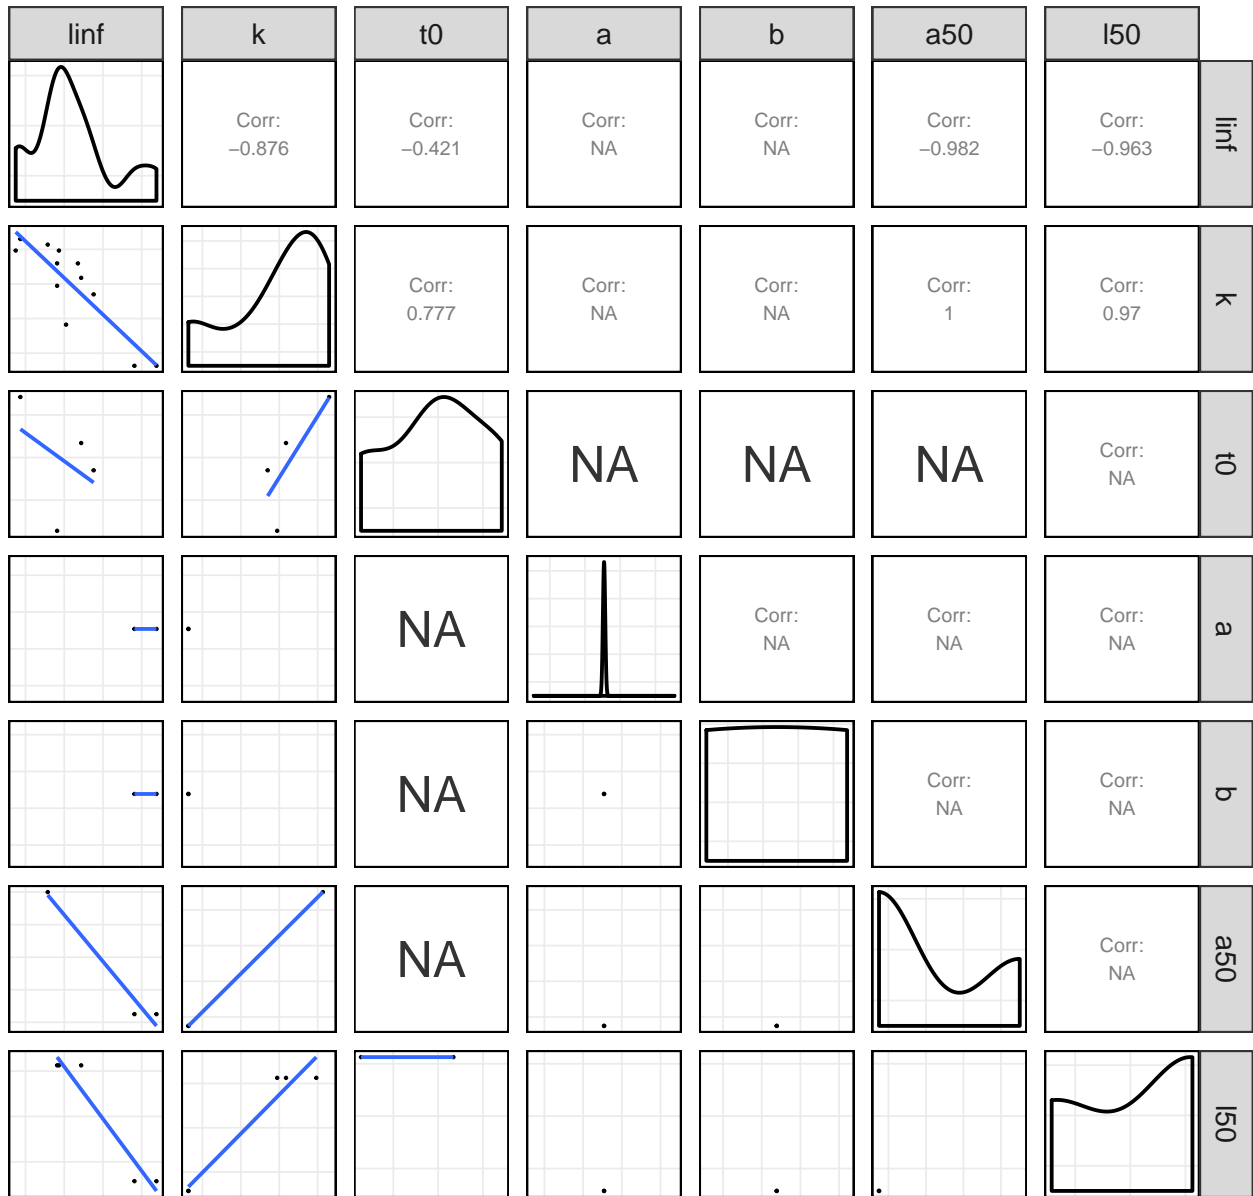 linf k t0 a b a50 l50
Corr: Corr: Corr: Corr: Corr: Corr:
−0.876 −0.421 NA NA −0.982 −0.963
linf
Corr: Corr: Corr: Corr: Corr:
0.777 NA NA 1 0.97
k
NA NA NA
Corr:
NA
t0
NA
Corr: Corr: Corr:
NA NA NA
a
NA
Corr: Corr:
NA NA
b
NA
Corr:
NA
a50
l50